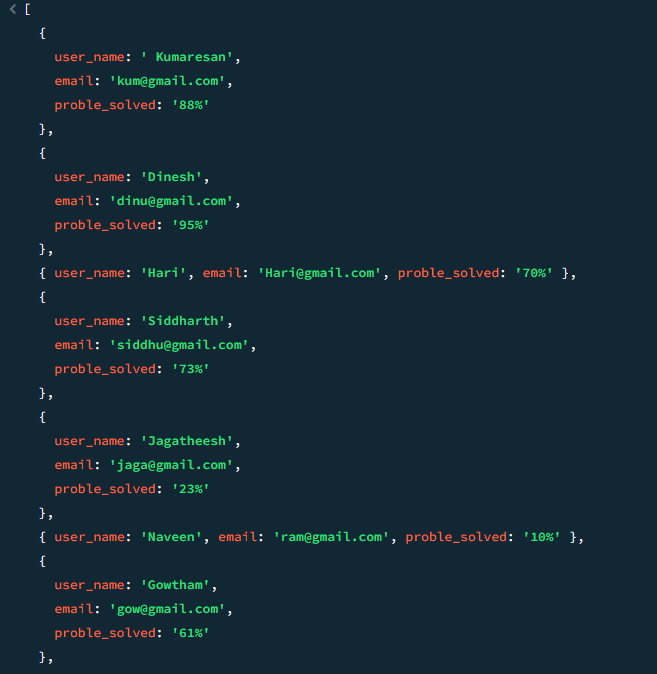 [
{
user_name: ' Kumaresan',
email: 'kum@gmail.com',
proble_solved: '88%'
},
{
user_name: 'Dinesh',
email: 'dinu@gmail.com',
proble_solved: '95%'
},
{ user_name: 'Hari', email: 'Hari@gmail.com', proble_solved: '70%' },
{
user_name: 'Siddharth',
email: 'siddhu@gmail.com',
proble_solved: '73%'
},
{
user_name: 'Jagatheesh',
email: 'jaga@gmail.com',
proble_solved: '23%'
},
{ user_name: 'Naveen', email: 'ram@gmail.com', proble_solved: '10%' },
{
user_name: 'Gowtham',
email: 'gow@gmail.com',
proble_solved: '61%'
},